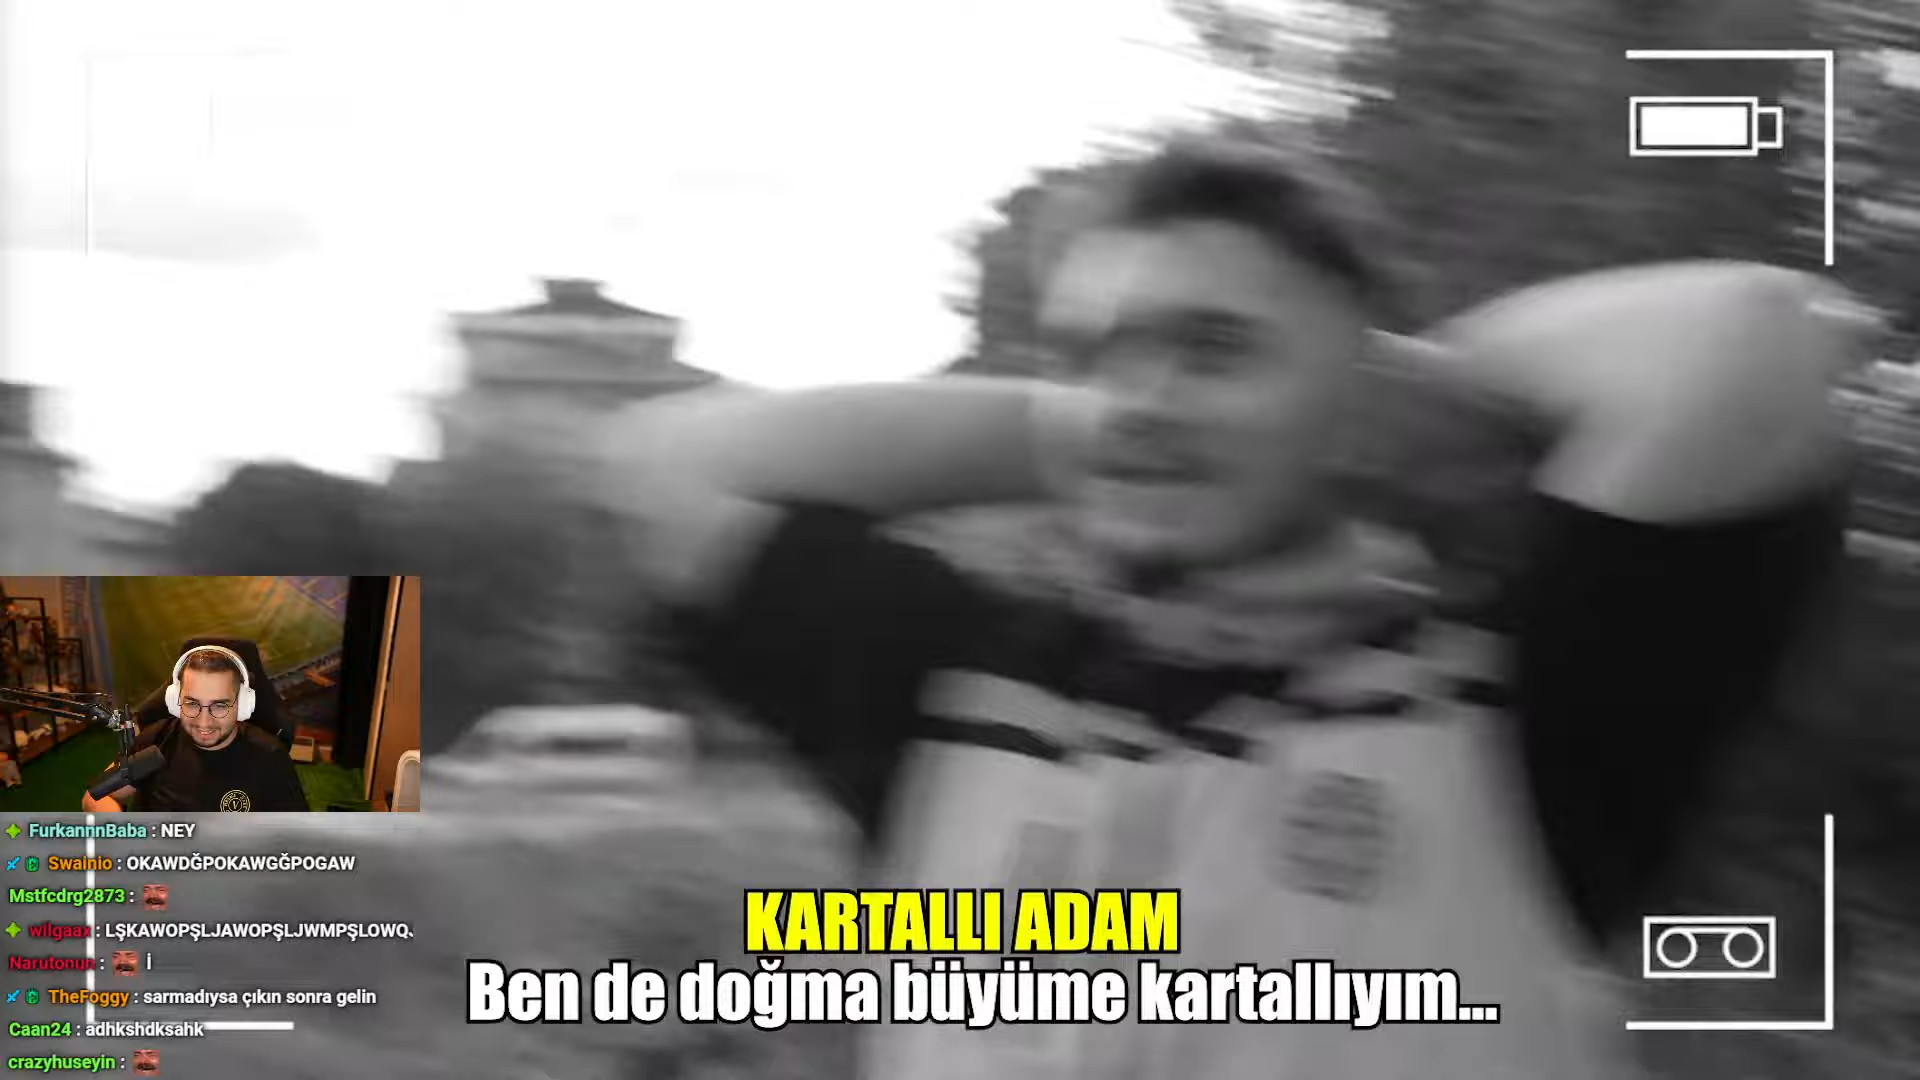 FurkannnBaba : NEY
Swainio : OKAWDĞPOKAWGĞPOGAW
Mstfcdrg2873 :
wilgaax : LŞKAWOPŞLJAWOPŞLJWMPŞLOWQ
Narutonun : İ
TheFoggy : sarmadıysa çıkın sonra gelin
Caan24 : adhkshdksahk
crazyhuseyin :
KARTALLI ADAM
Ben de doğma büyüme kartallıyım...